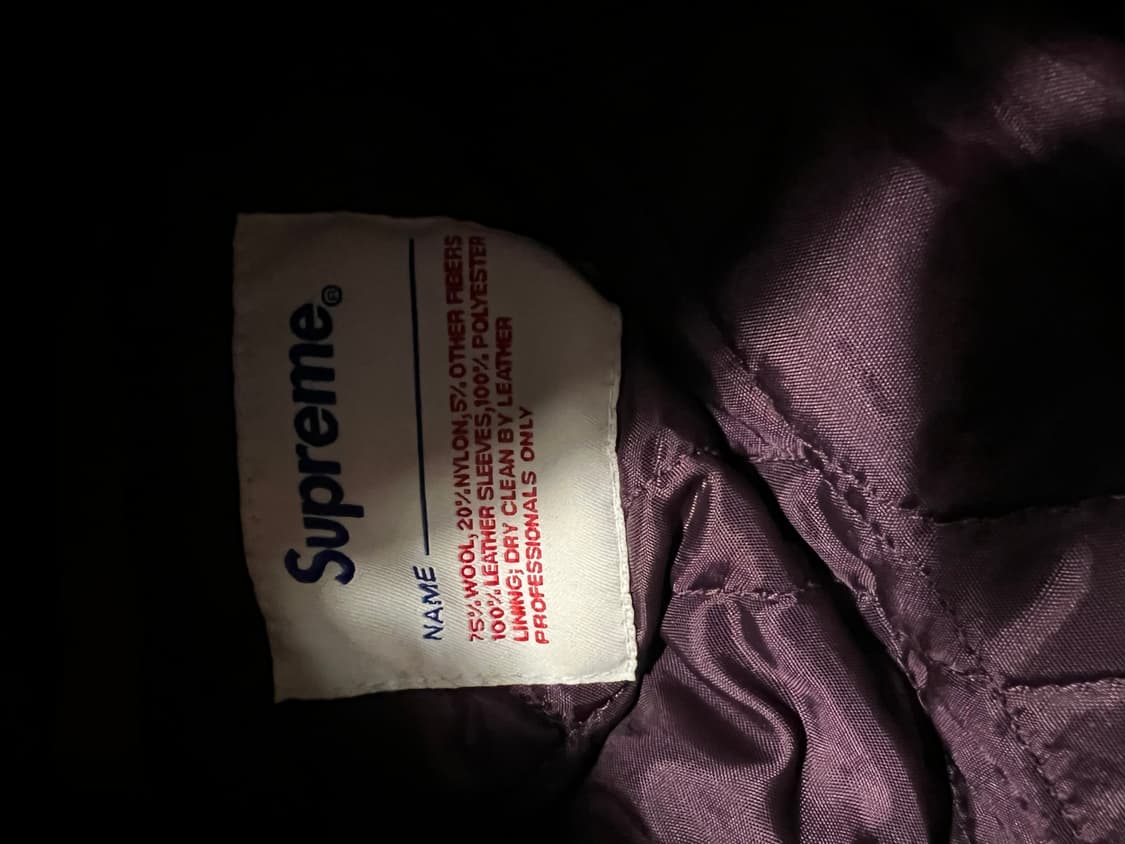 Supreme®
NAME
75% WOOL, 20% NYLON, 5% OTHER FIBERS
100% LEATHER SLEEVES, 100% POLYESTER
LINING; DRY CLEAN BY LEATHER
PROFESSIONALS ONLY